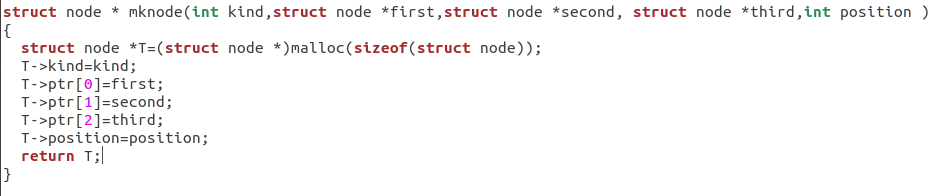 struct node * mknode(int kind,struct node *first,struct node *second, struct node *third,int position )
{
  struct node *T=(struct node *)malloc(sizeof(struct node));
  T->kind=kind;
  T->ptr[0]=first;
  T->ptr[1]=second;
  T->ptr[2]=third;
  T->position=position;
  return T;
}